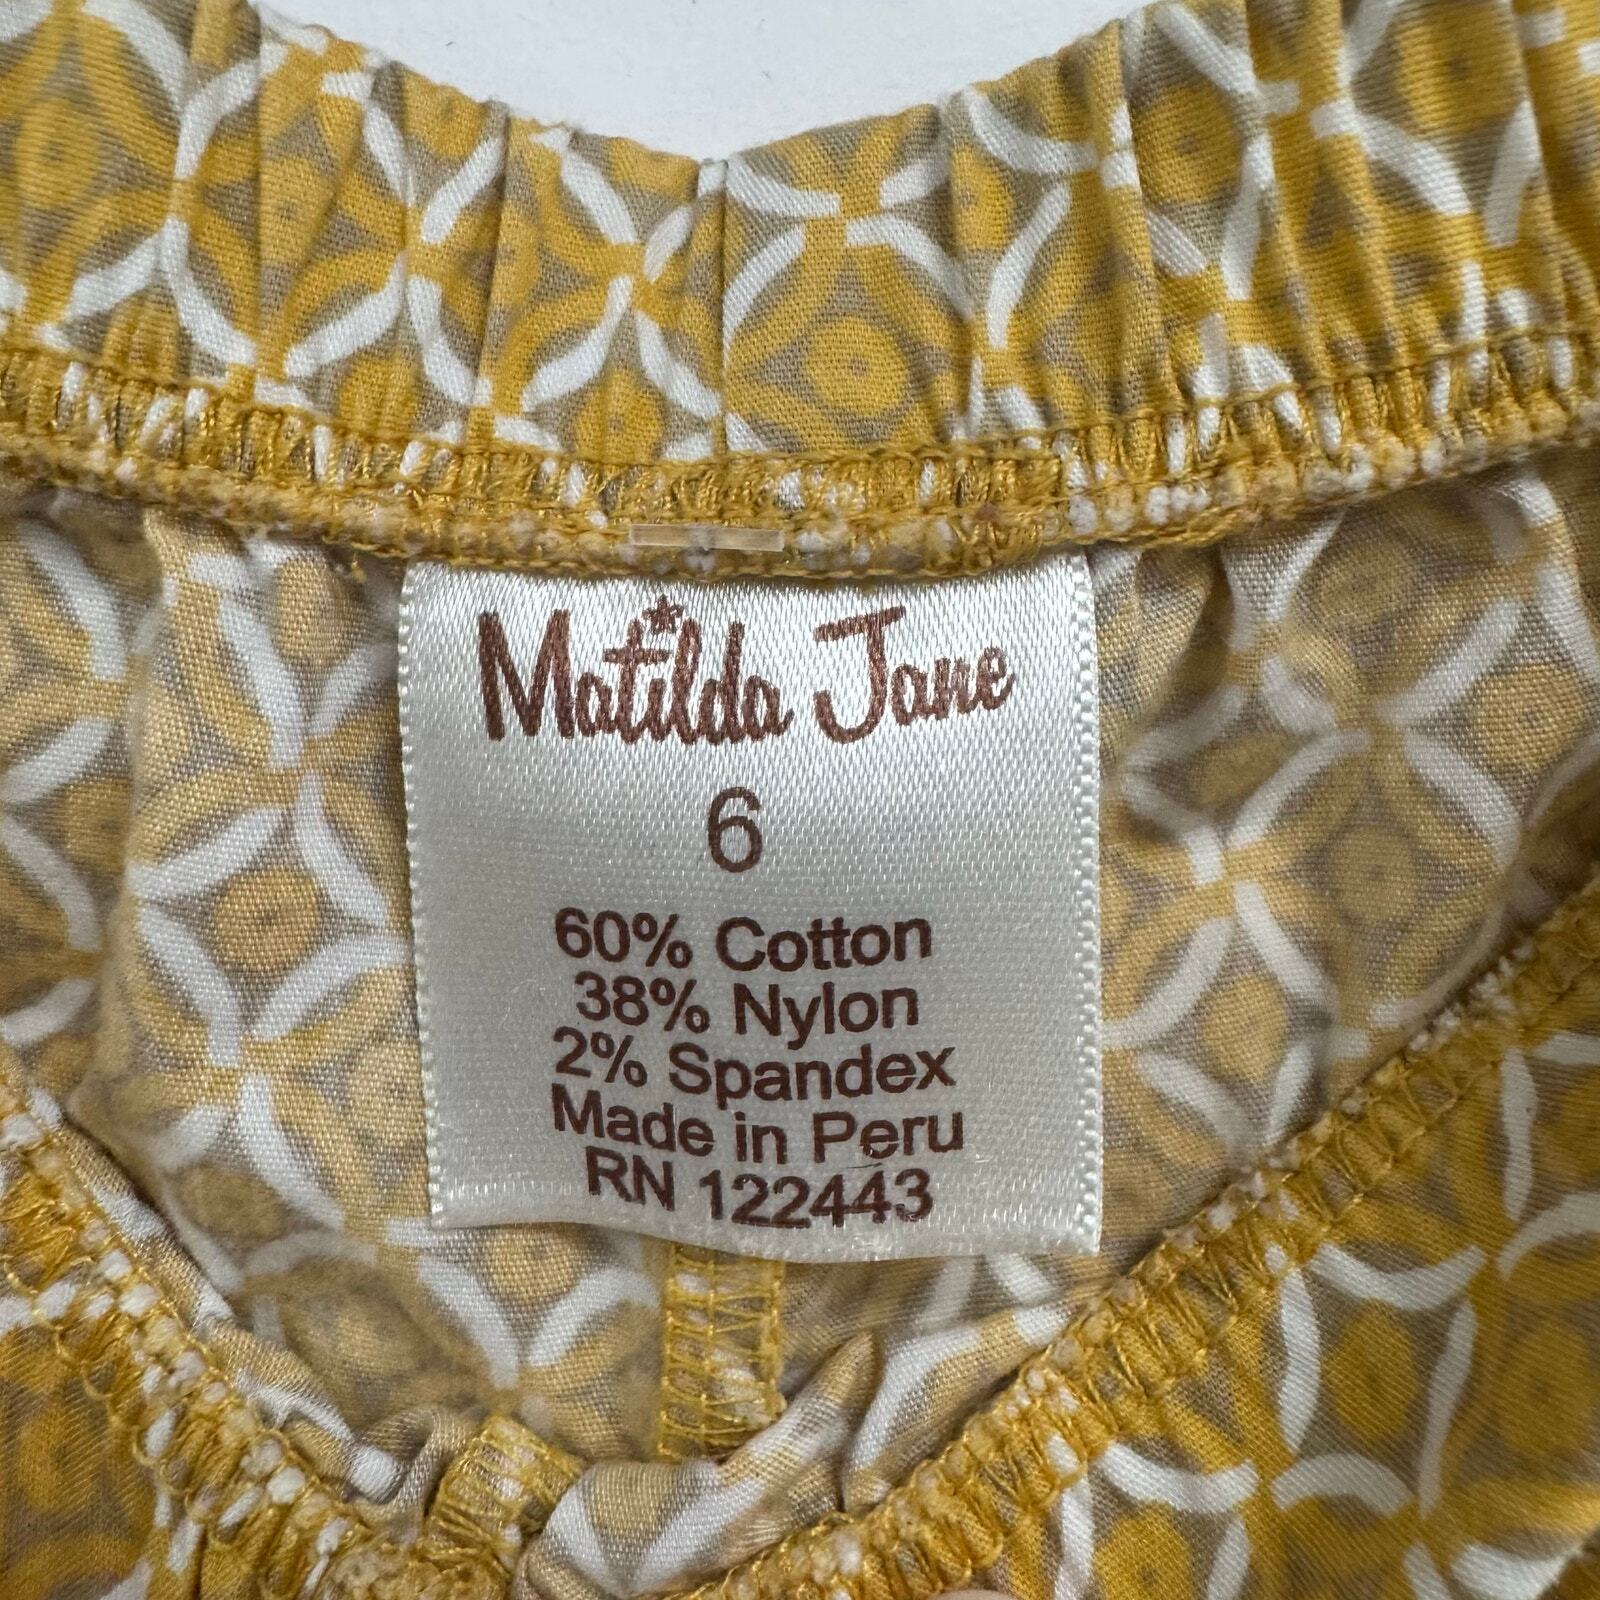 Matilda Jane
6
60% Cotton
38% Nylon
2% Spandex
Made in Peru
RN 122443